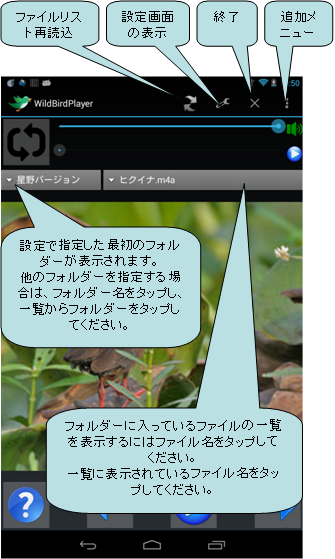 ファイルリス
ト再読込
設定画面
の表示
終了
追加メ
ニュー
:50
WildBirdPlayer
星野バージョン
ヒクイナ.m4a
設定で指定した最初のフォル
ダーが表示されます。
他のフォルダーを指定する場
合は、フォルダー名をタップし、
一覧からフォルダーをタップし
てください。
フォルダーに入っているファイルの一覧
を表示するにはファイル名をタップして
ください。
一覧に表示されているファイル名をタッ
プしてください。
?